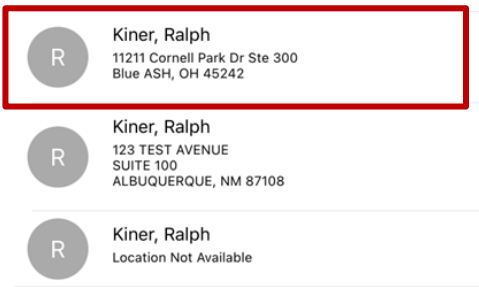 R
Kiner, Ralph
11211 Cornell Park Dr Ste 300
Blue ASH, OH 45242
R
Kiner, Ralph
123 TEST AVENUE
SUITE 100
ALBUQUERQUE, NM 87108
R
Kiner, Ralph
Location Not Available